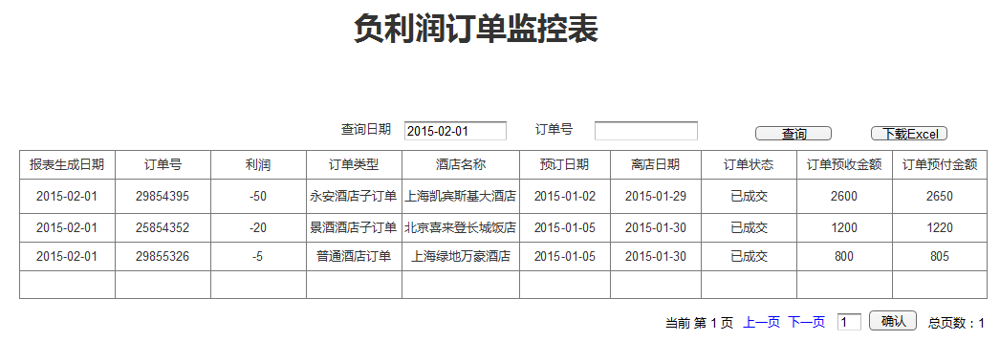 负利润订单监控表
查询日期 2015-02-01 订单号 查询 下载Excel
报表生成日期 订单号 利润 订单类型 酒店名称 预订日期 离店日期 订单状态 订单预收金额 订单预付金额
2015-02-01 29854395 -50 永安酒店子订单 上海凯宾斯基大酒店 2015-01-02 2015-01-29 已成交 2600 2650
2015-02-01 25854352 -20 景酒酒店子订单 北京喜来登长城饭店 2015-01-05 2015-01-30 已成交 1200 1220
2015-02-01 29855326 -5 普通酒店订单 上海绿地万豪酒店 2015-01-05 2015-01-30 已成交 800 805
当前 第 1 页 上一页 下一页 1 确认 总页数：1